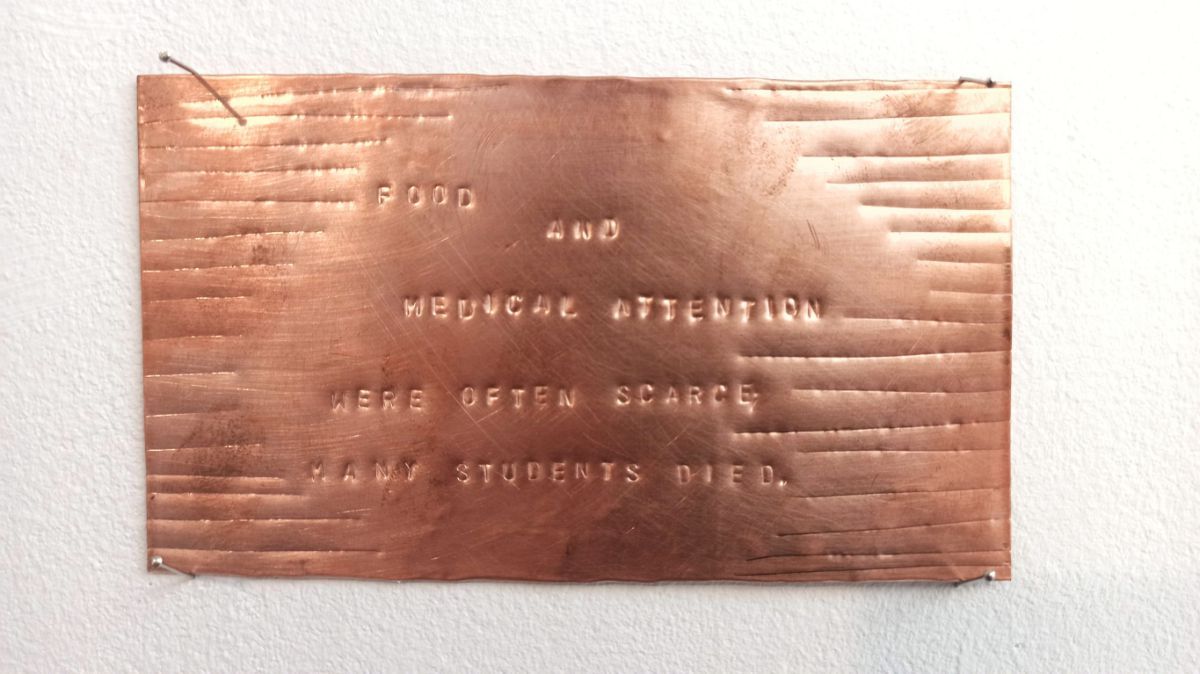 FOOD
AND
MEDICAL ATTENTION
WERE OFTEN SCARCE;
MANY STUDENTS DIED.